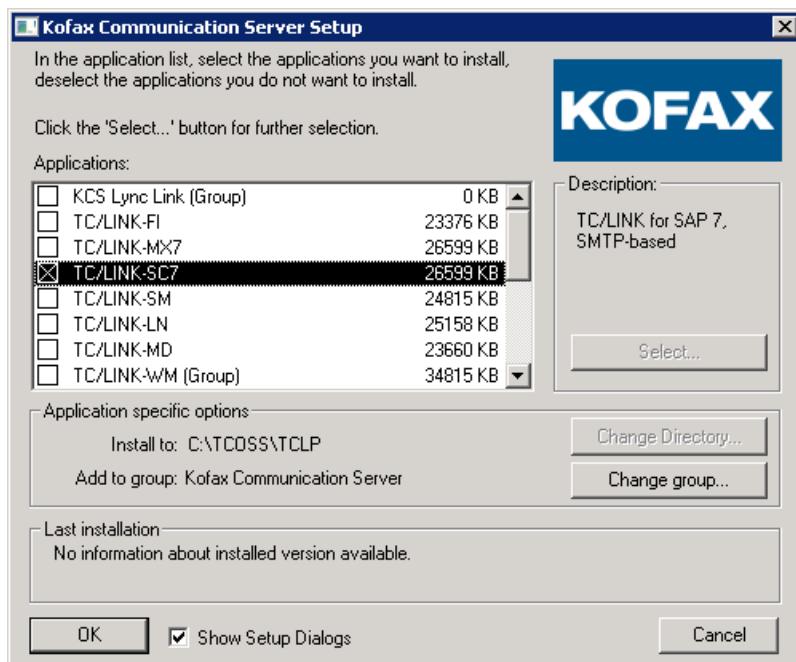 Kofax Communication Server Setup
In the application list, select the applications you want to install,
deselect the applications you do not want to install.
Click the 'Select...' button for further selection.
KOFAX
Applications:
KCS Lync Link (Group) 0 KB
TC/LINK-FI 23376 KB
TC/LINK-MX7 26599 KB
TC/LINK-SC7 26599 KB
TC/LINK-SM 24815 KB
TC/LINK-LN 25158 KB
TC/LINK-MD 23660 KB
TC/LINK-WM (Group) 34815 KB
Description:
TC/LINK for SAP 7,
SMTP-based
Select...
Application specific options
Install to: C:\TCOSS\TCLP
Change Directory...
Add to group: Kofax Communication Server
Change group...
Last installation
No information about installed version available.
OK
Show Setup Dialogs
Cancel